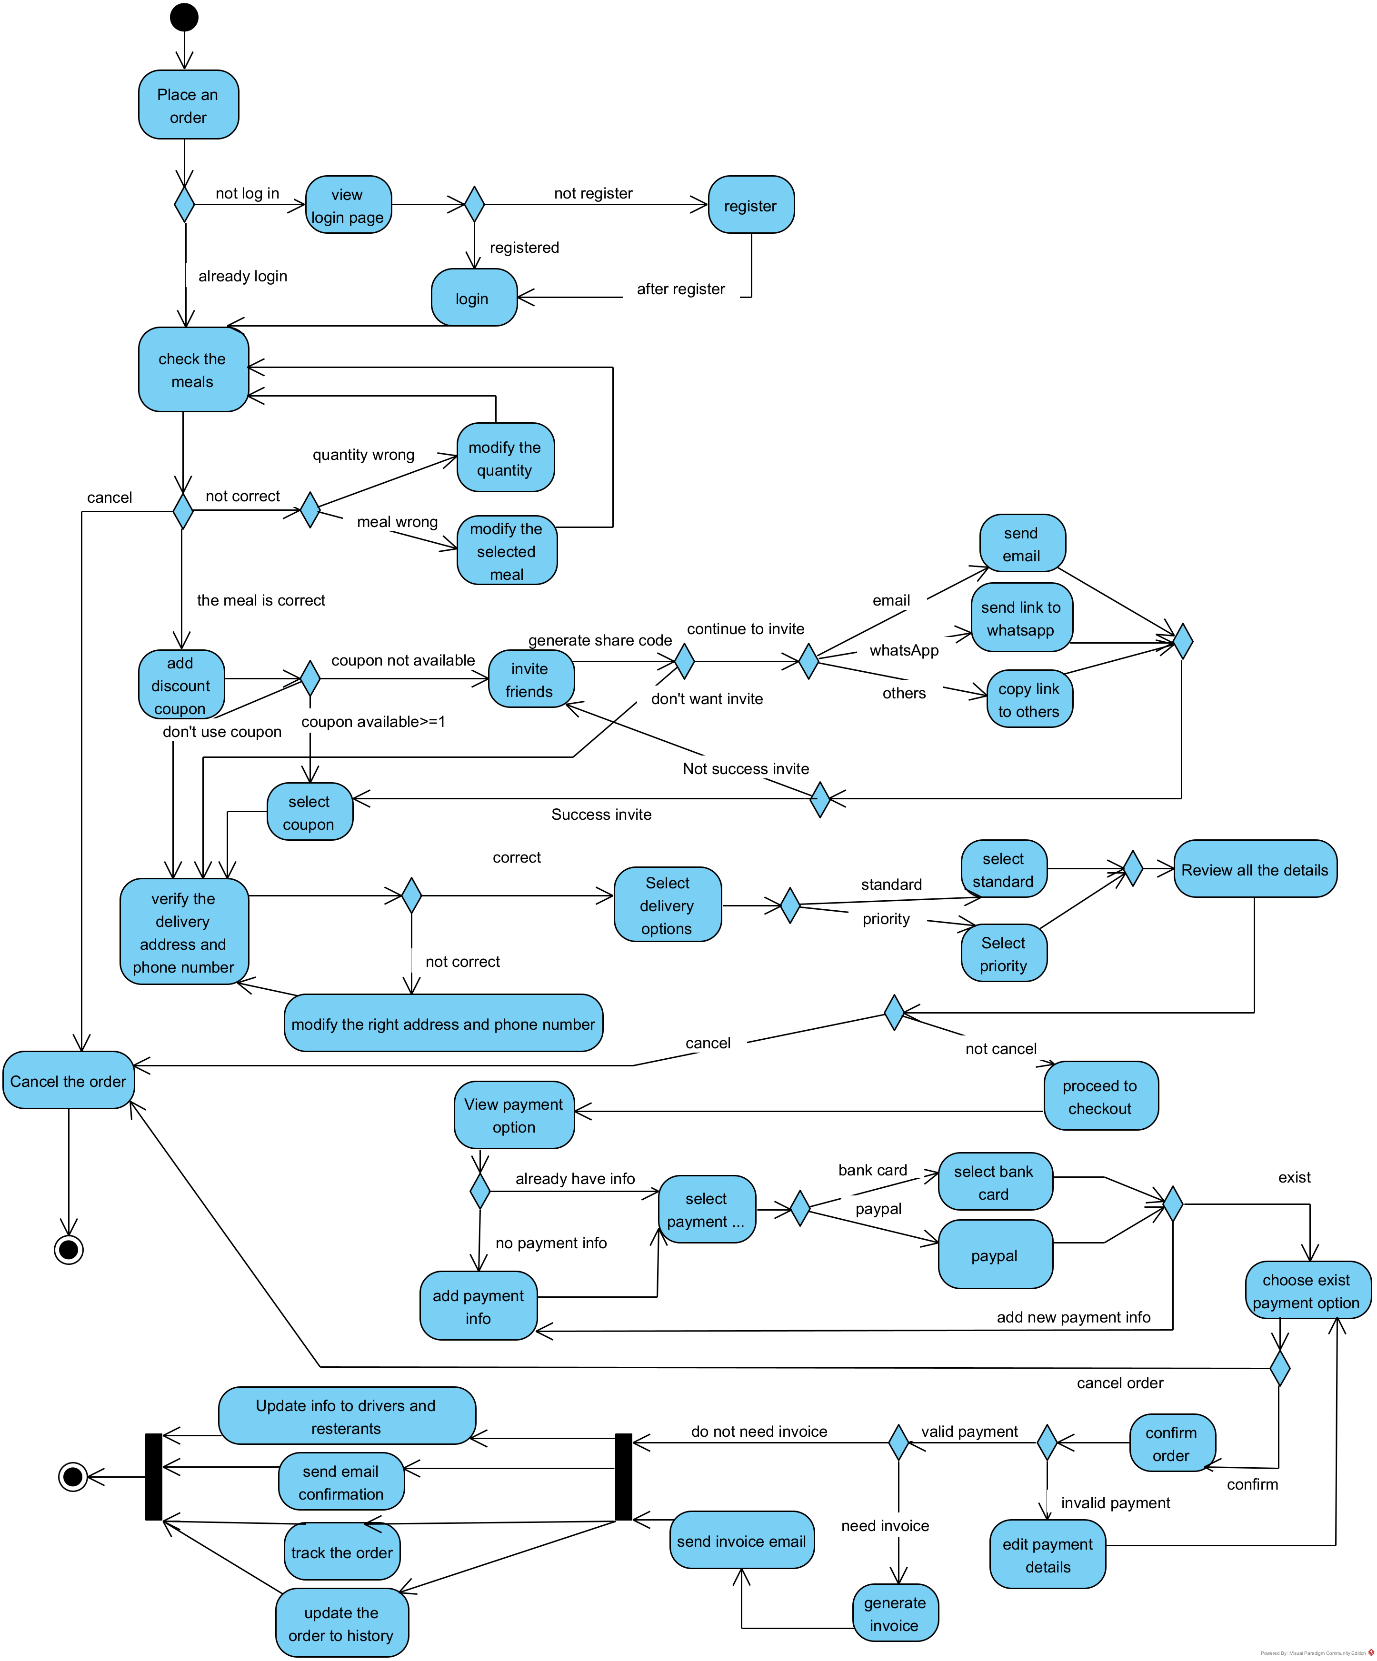 Place an
order
not log in
view
login page
not register
register
registered
already login
login
after register
check the
meals
quantity wrong
modify the
quantity
cancel
not correct
meal wrong
modify the
selected
meal
send
email
the meal is correct
email
send link to
whatsapp
continue to invite
generate share code
whatsApp
add
discount
coupon
coupon not available
invite
friends
don't want invite
others
copy link
to others
don't use coupon
coupon available>=1
Not success invite
select
coupon
Success invite
correct
select
standard
Review all the details
verify the
delivery
address and
phone number
Select
delivery
options
standard
priority
Select
priority
not correct
modify the right address and phone number
cancel
not cancel
Cancel the order
proceed to
checkout
View payment
option
already have info
select
payment ...
bank card
select bank
card
exist
paypal
paypal
no payment info
add payment
info
choose exist
payment option
add new payment info
cancel order
Update info to drivers and
resterants
do not need invoice
valid payment
confirm
order
send email
confirmation
confirm
invalid payment
need invoice
send invoice email
track the order
edit payment
details
update the
order to history
generate
invoice
Powered By Visual Paradigm Community Edition